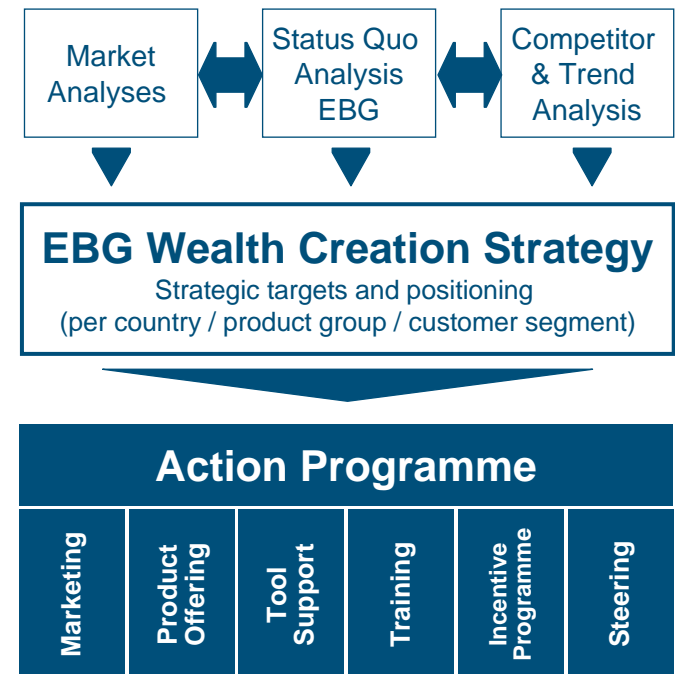 Market
Analyses
Status Quo
Analysis
EBG
Competitor
& Trend
Analysis
EBG Wealth Creation Strategy
Strategic targets and positioning
(per country / product group / customer segment)
Action Programme
Marketing
Product
Offering
Tool
Support
Training
Incentive
Programme
Steering